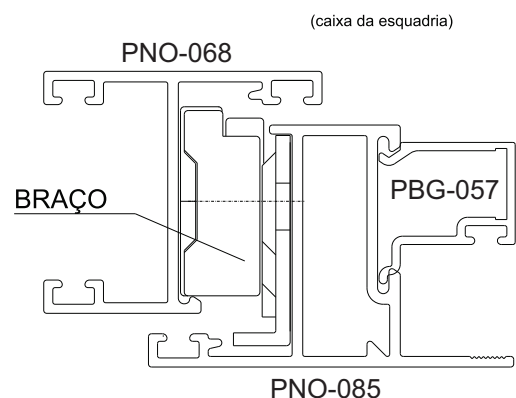 (caixa da esquadria)
PNO-068
PBG-057
BRAÇO
PNO-085